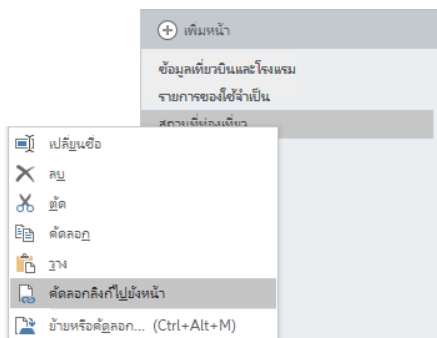 เพิ่มหน้า
ข้อมูลเที่ยวบินและโรงแรม
รายการของใช้จำเป็น
สถานที่ท่องเที่ยว
เปลี่ยนชื่อ
ลบ
ตัด
คัดลอก
วาง
คัดลอกลิงก์ไปยังหน้า
ย้ายหรือคัดลอก... (Ctrl+Alt+M)